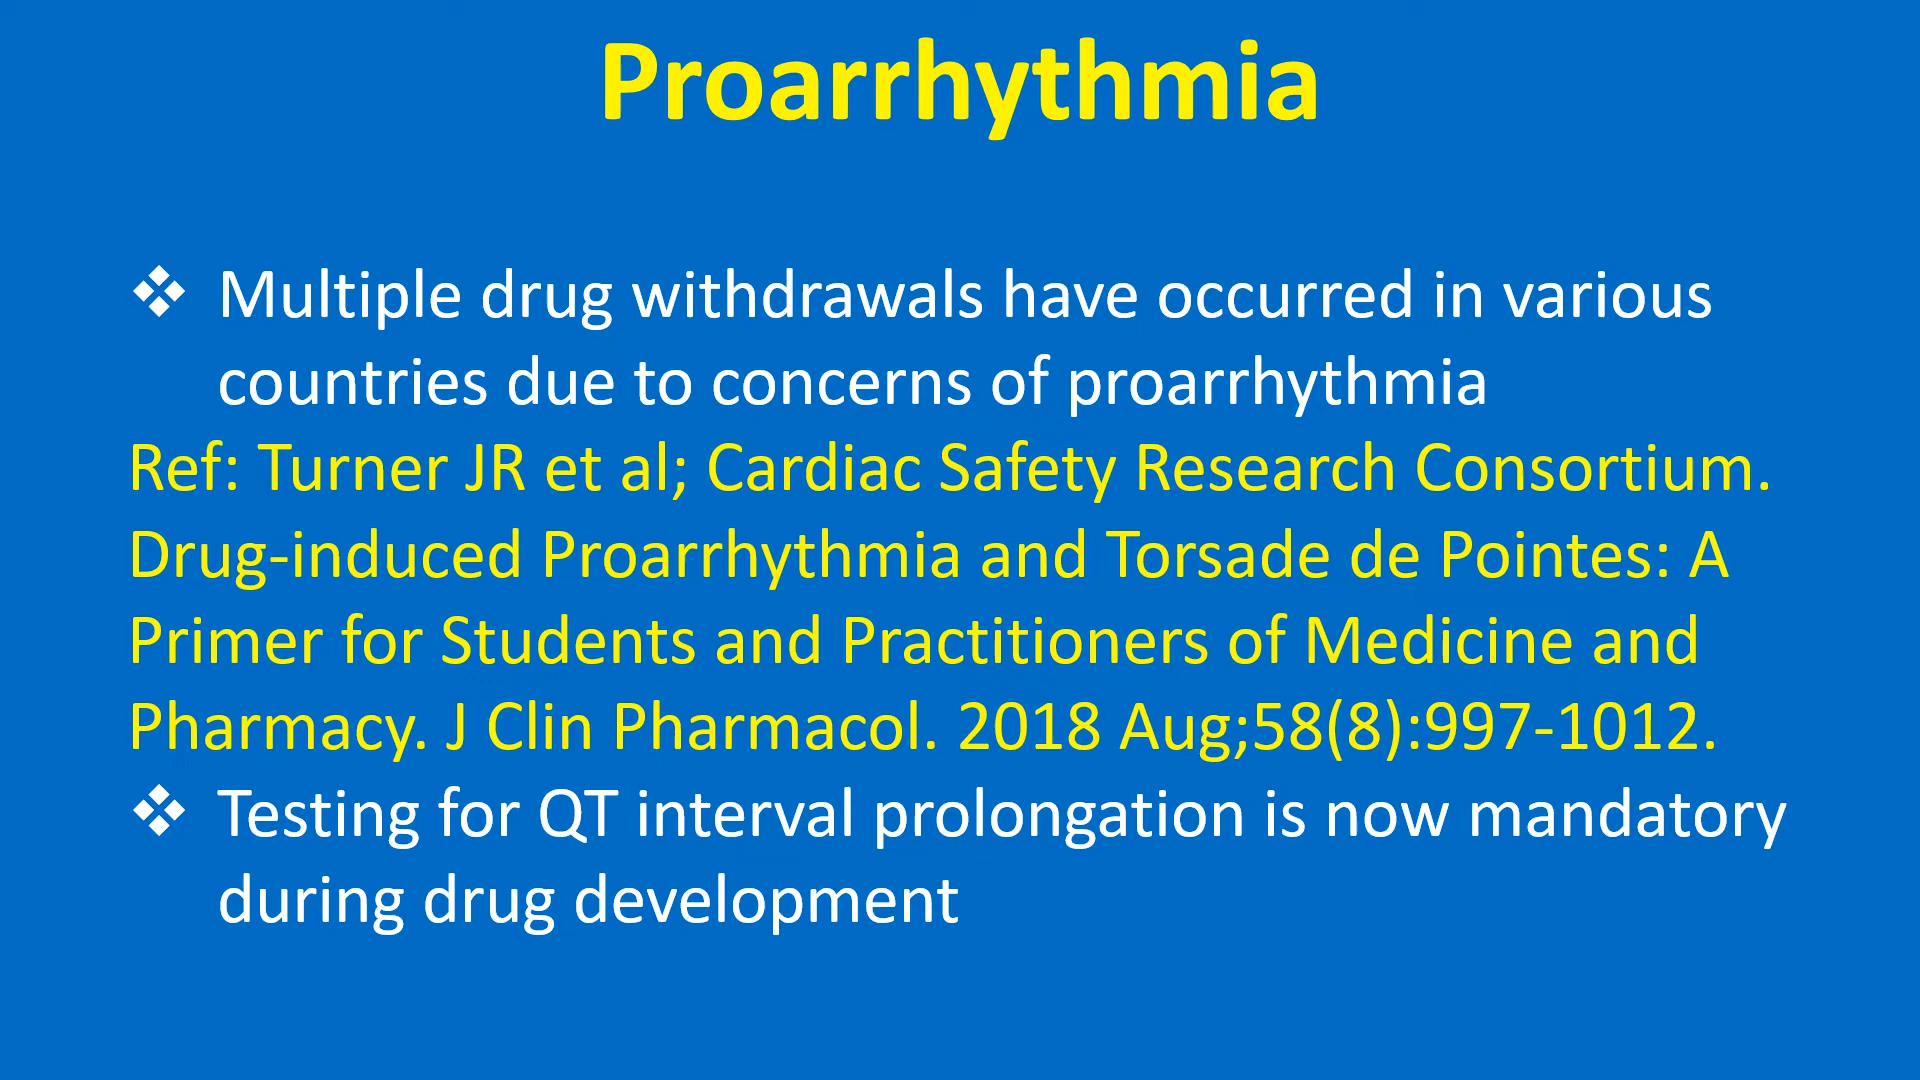 Proarrhythmia
❖ Multiple drug withdrawals have occurred in various
countries due to concerns of proarrhythmia
Ref: Turner JR et al; Cardiac Safety Research Consortium.
Drug-induced Proarrhythmia and Torsade de Pointes: A
Primer for Students and Practitioners of Medicine and
Pharmacy. J Clin Pharmacol. 2018 Aug;58(8):997-1012.
❖ Testing for QT interval prolongation is now mandatory
during drug development